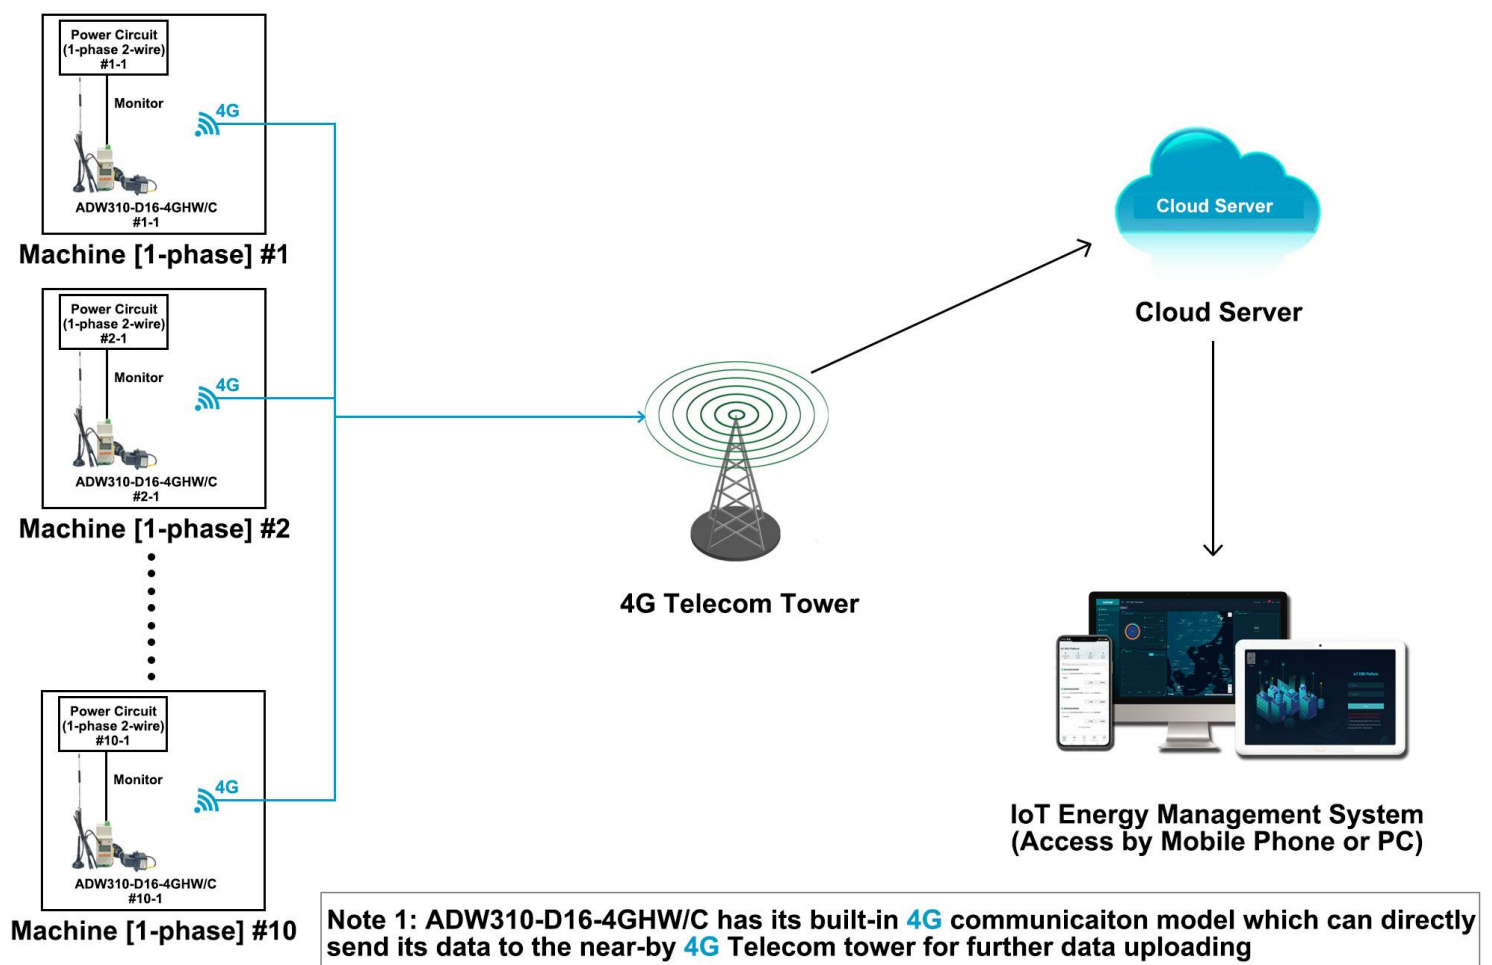 Power Circuit
(1-phase 2-wire)
#1-1
Monitor
4G
ADW310-D16-4GHW/C
#1-1
Machine [1-phase] #1
Power Circuit
(1-phase 2-wire)
#2-1
Monitor
4G
ADW310-D16-4GHW/C
#2-1
Machine [1-phase] #2
Power Circuit
(1-phase 2-wire)
#10-1
Monitor
4G
ADW310-D16-4GHW/C
#10-1
Machine [1-phase] #10
4G Telecom Tower
Cloud Server
Cloud Server
IoT EMS Platform
IoT Energy Management System
(Access by Mobile Phone or PC)
Note 1: ADW310-D16-4GHW/C has its built-in 4G communicaiton model which can directly
send its data to the near-by 4G Telecom tower for further data uploading